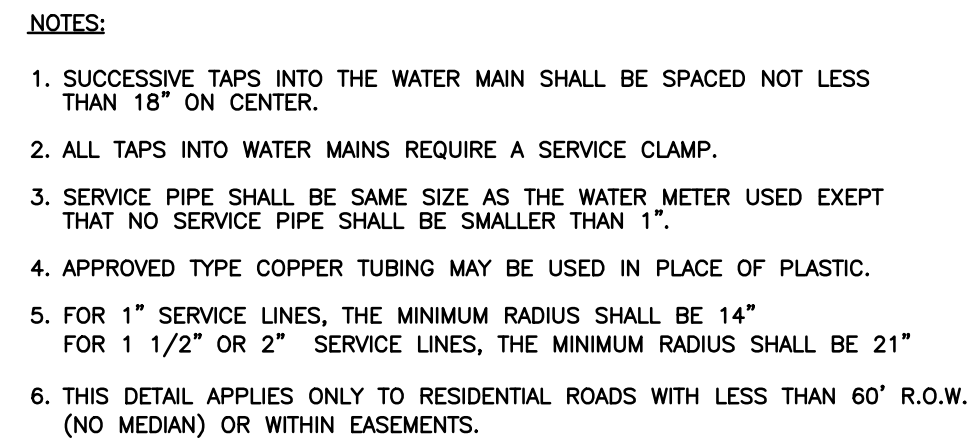 NOTES:
1. SUCCESSIVE TAPS INTO THE WATER MAIN SHALL BE SPACED NOT LESS
THAN 18" ON CENTER.
2. ALL TAPS INTO WATER MAINS REQUIRE A SERVICE CLAMP.
3. SERVICE PIPE SHALL BE SAME SIZE AS THE WATER METER USED EXEPT
THAT NO SERVICE PIPE SHALL BE SMALLER THAN 1".
4. APPROVED TYPE COPPER TUBING MAY BE USED IN PLACE OF PLASTIC.
5. FOR 1" SERVICE LINES, THE MINIMUM RADIUS SHALL BE 14"
FOR 1 1/2" OR 2" SERVICE LINES, THE MINIMUM RADIUS SHALL BE 21"
6. THIS DETAIL APPLIES ONLY TO RESIDENTIAL ROADS WITH LESS THAN 60' R.O.W.
(NO MEDIAN) OR WITHIN EASEMENTS.